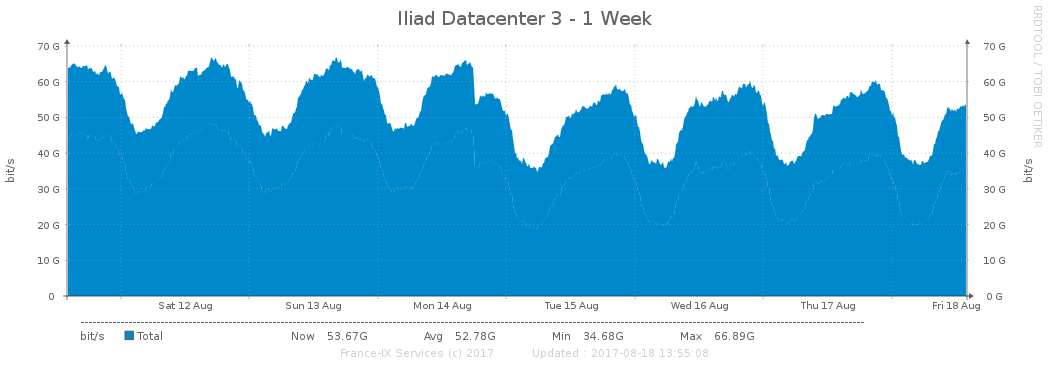 Iliad Datacenter 3 - 1 Week
RRDTOOL / TOBI OETIKER
bit/s
bit/s
70 G 70 G
60 G 60 G
50 G 50 G
40 G 40 G
30 G 30 G
20 G 20 G
10 G 10 G
0 0 G
Sat 12 Aug Sun 13 Aug Mon 14 Aug Tue 15 Aug Wed 16 Aug Thu 17 Aug Fri 18 Aug
bit/s Total Now 53.67G Avg 52.78G Min 34.68G Max 66.89G
France-IX Services (c) 2017 Updated : 2017-08-18 13:55:08